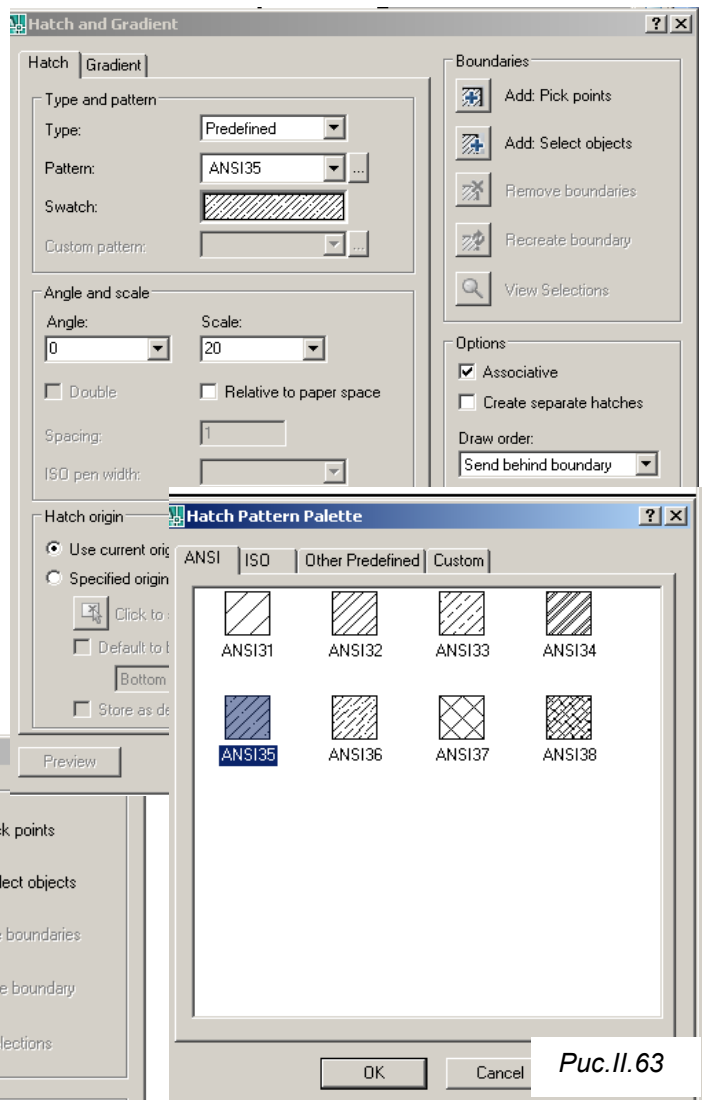 Hatch and Gradient
Hatch Gradient
Type and pattern
Type: Predefined
Pattern: ANSI35 ...
Swatch:
Custom pattern: ...
Angle and scale
Angle: Scale:
0 20
Double Relative to paper space
Spacing: 1
ISO pen width:
Hatch origin
Use current orig
Specified origin
Click to
Default to b
Bottom
Store as de
Preview
Boundaries
Add: Pick points
Add: Select objects
Remove boundaries
Recreate boundary
View Selections
Options
Associative
Create separate hatches
Draw order:
Send behind boundary
Hatch Pattern Palette
ANSI ISO Other Predefined Custom
ANSI31 ANSI32 ANSI33 ANSI34
ANSI35 ANSI36 ANSI37 ANSI38
OK Cancel
ck points
lect objects
e boundaries
e boundary
lections
Рис.II.63